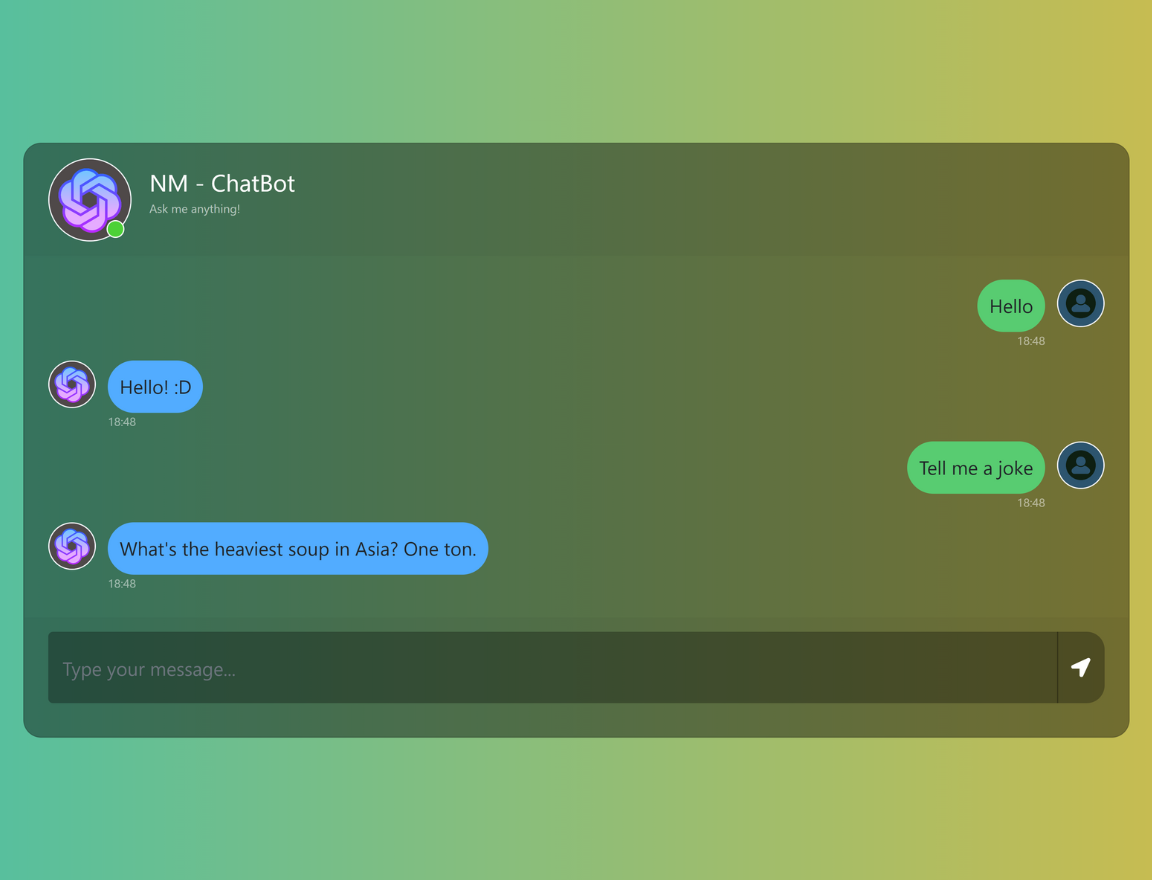 NM - ChatBot
Ask me anything!
Hello
18:48
Hello! :D
18:48
Tell me a joke
18:48
What's the heaviest soup in Asia? One ton.
18:48
Type your message...